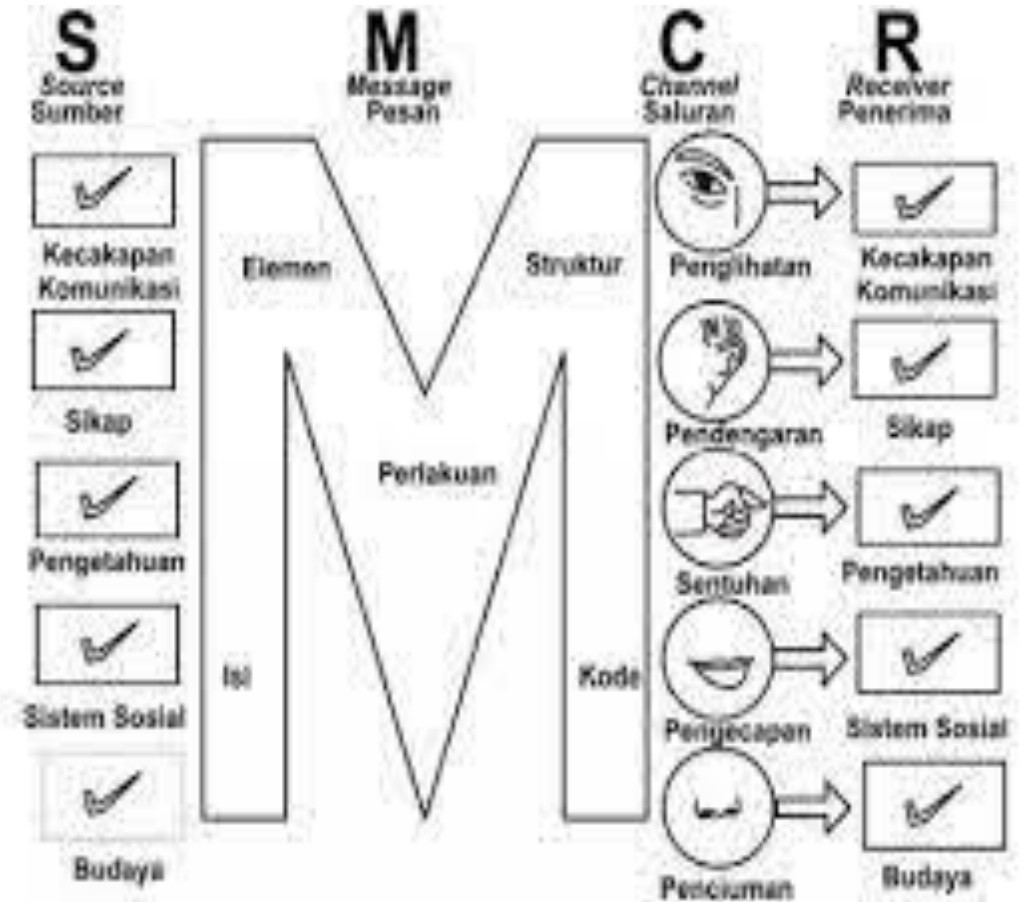 S
Source
Sumber
Kecakapan
Komunikasi
Sikap
Pengetahuan
Sistem Sosial
Budaya
M
Message
Pesan
Elemen
Struktur
Perlakuan
Isi
Kode
C
Channel
Saluran
Penglihatan
Pendengaran
Sentuhan
Pengecapan
Penciuman
R
Receiver
Penerima
Kecakapan
Komunikasi
Sikap
Pengetahuan
Sistem Sosial
Budaya